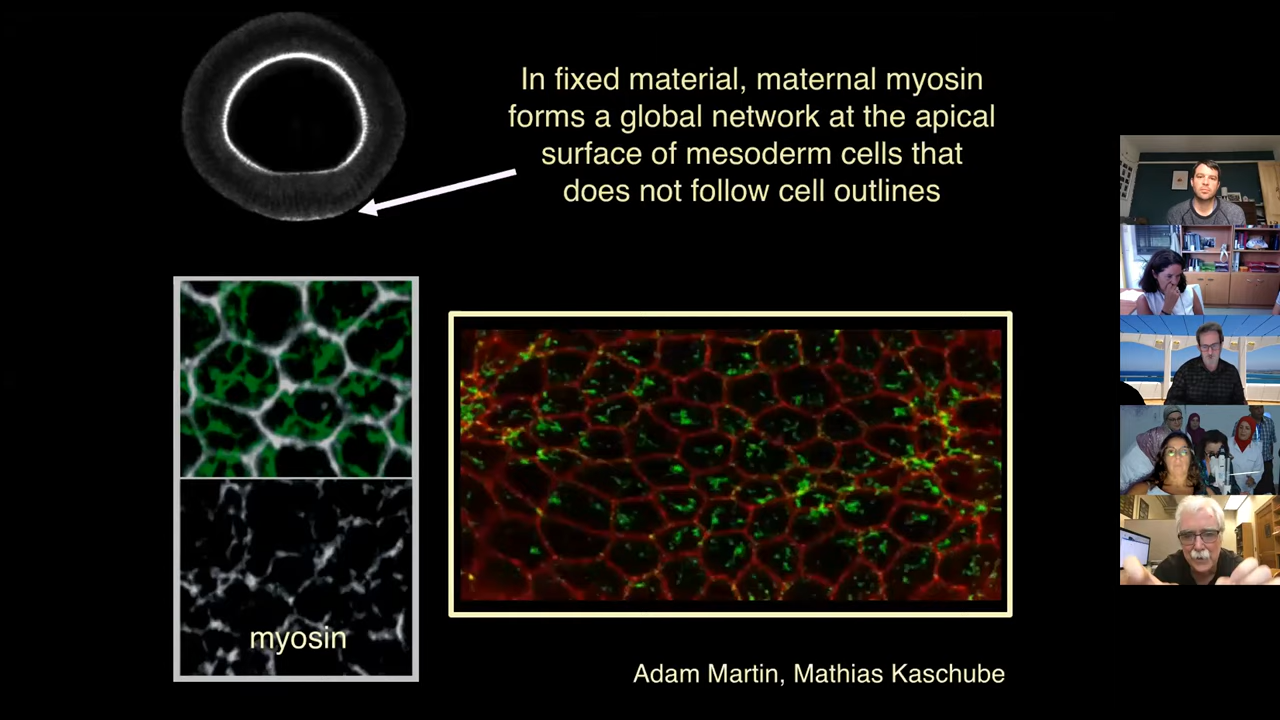 In fixed material, maternal myosin
forms a global network at the apical
surface of mesoderm cells that
does not follow cell outlines
myosin
Adam Martin, Mathias Kaschube